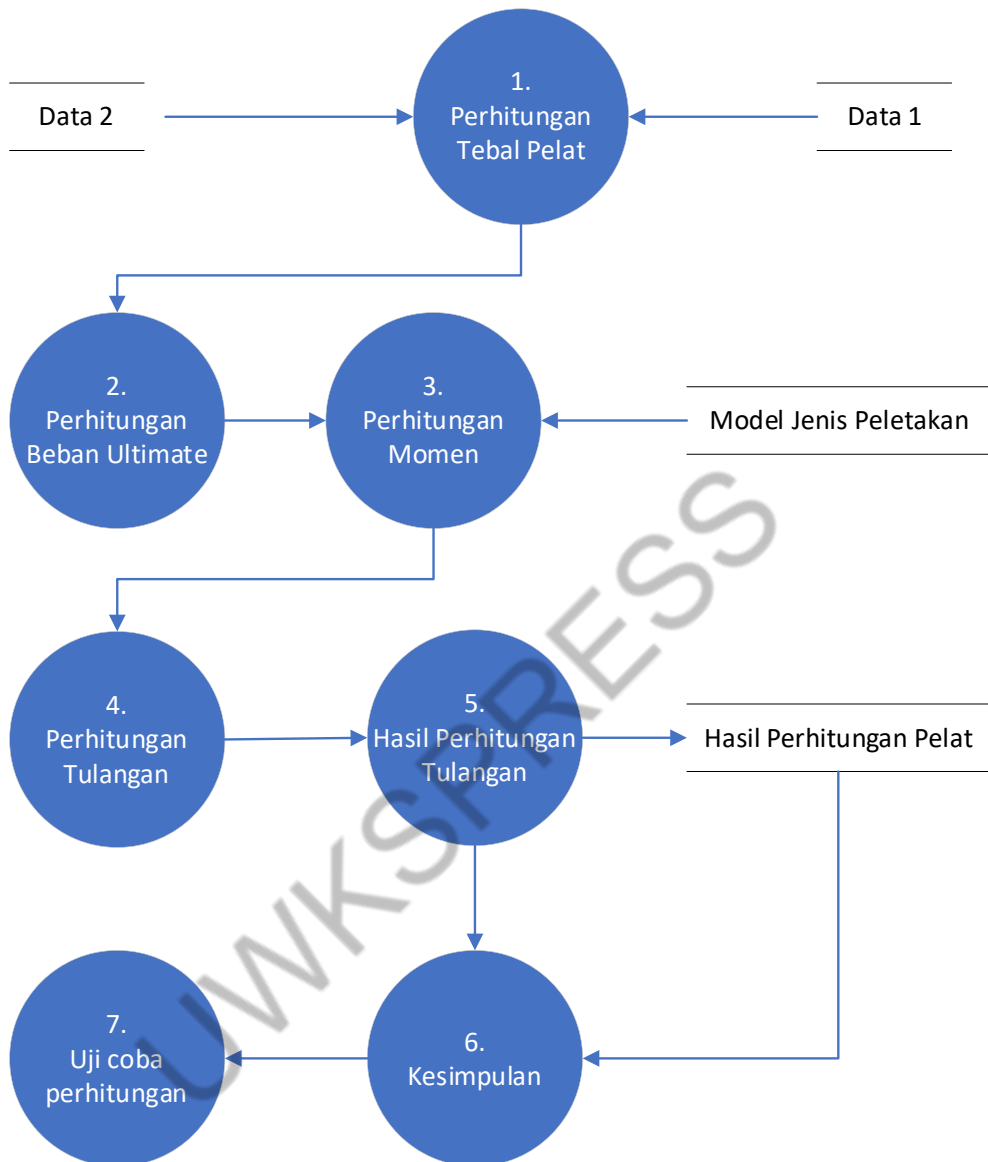 1.
Perhitungan
Tebal Pelat
Data 2
Data 1
2.
Perhitungan
Beban Ultimate
3.
Perhitungan
Momen
Model Jenis Peletakan
4.
Perhitungan
Tulangan
5.
Hasil Perhitungan
Tulangan
Hasil Perhitungan Pelat
7.
Uji coba
perhitungan
6.
Kesimpulan
UWKSPRESS